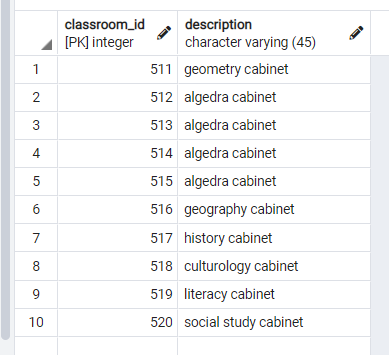 classroom_id description
[PK] integer character varying (45)
1 511 geometry cabinet
2 512 algedra cabinet
3 513 algedra cabinet
4 514 algedra cabinet
5 515 algedra cabinet
6 516 geography cabinet
7 517 history cabinet
8 518 culturology cabinet
9 519 literacy cabinet
10 520 social study cabinet